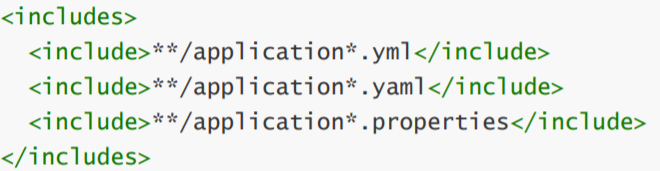 <includes>
<include>**/application*.yml</include>
<include>**/application*.yaml</include>
<include>**/application*.properties</include>
</includes>